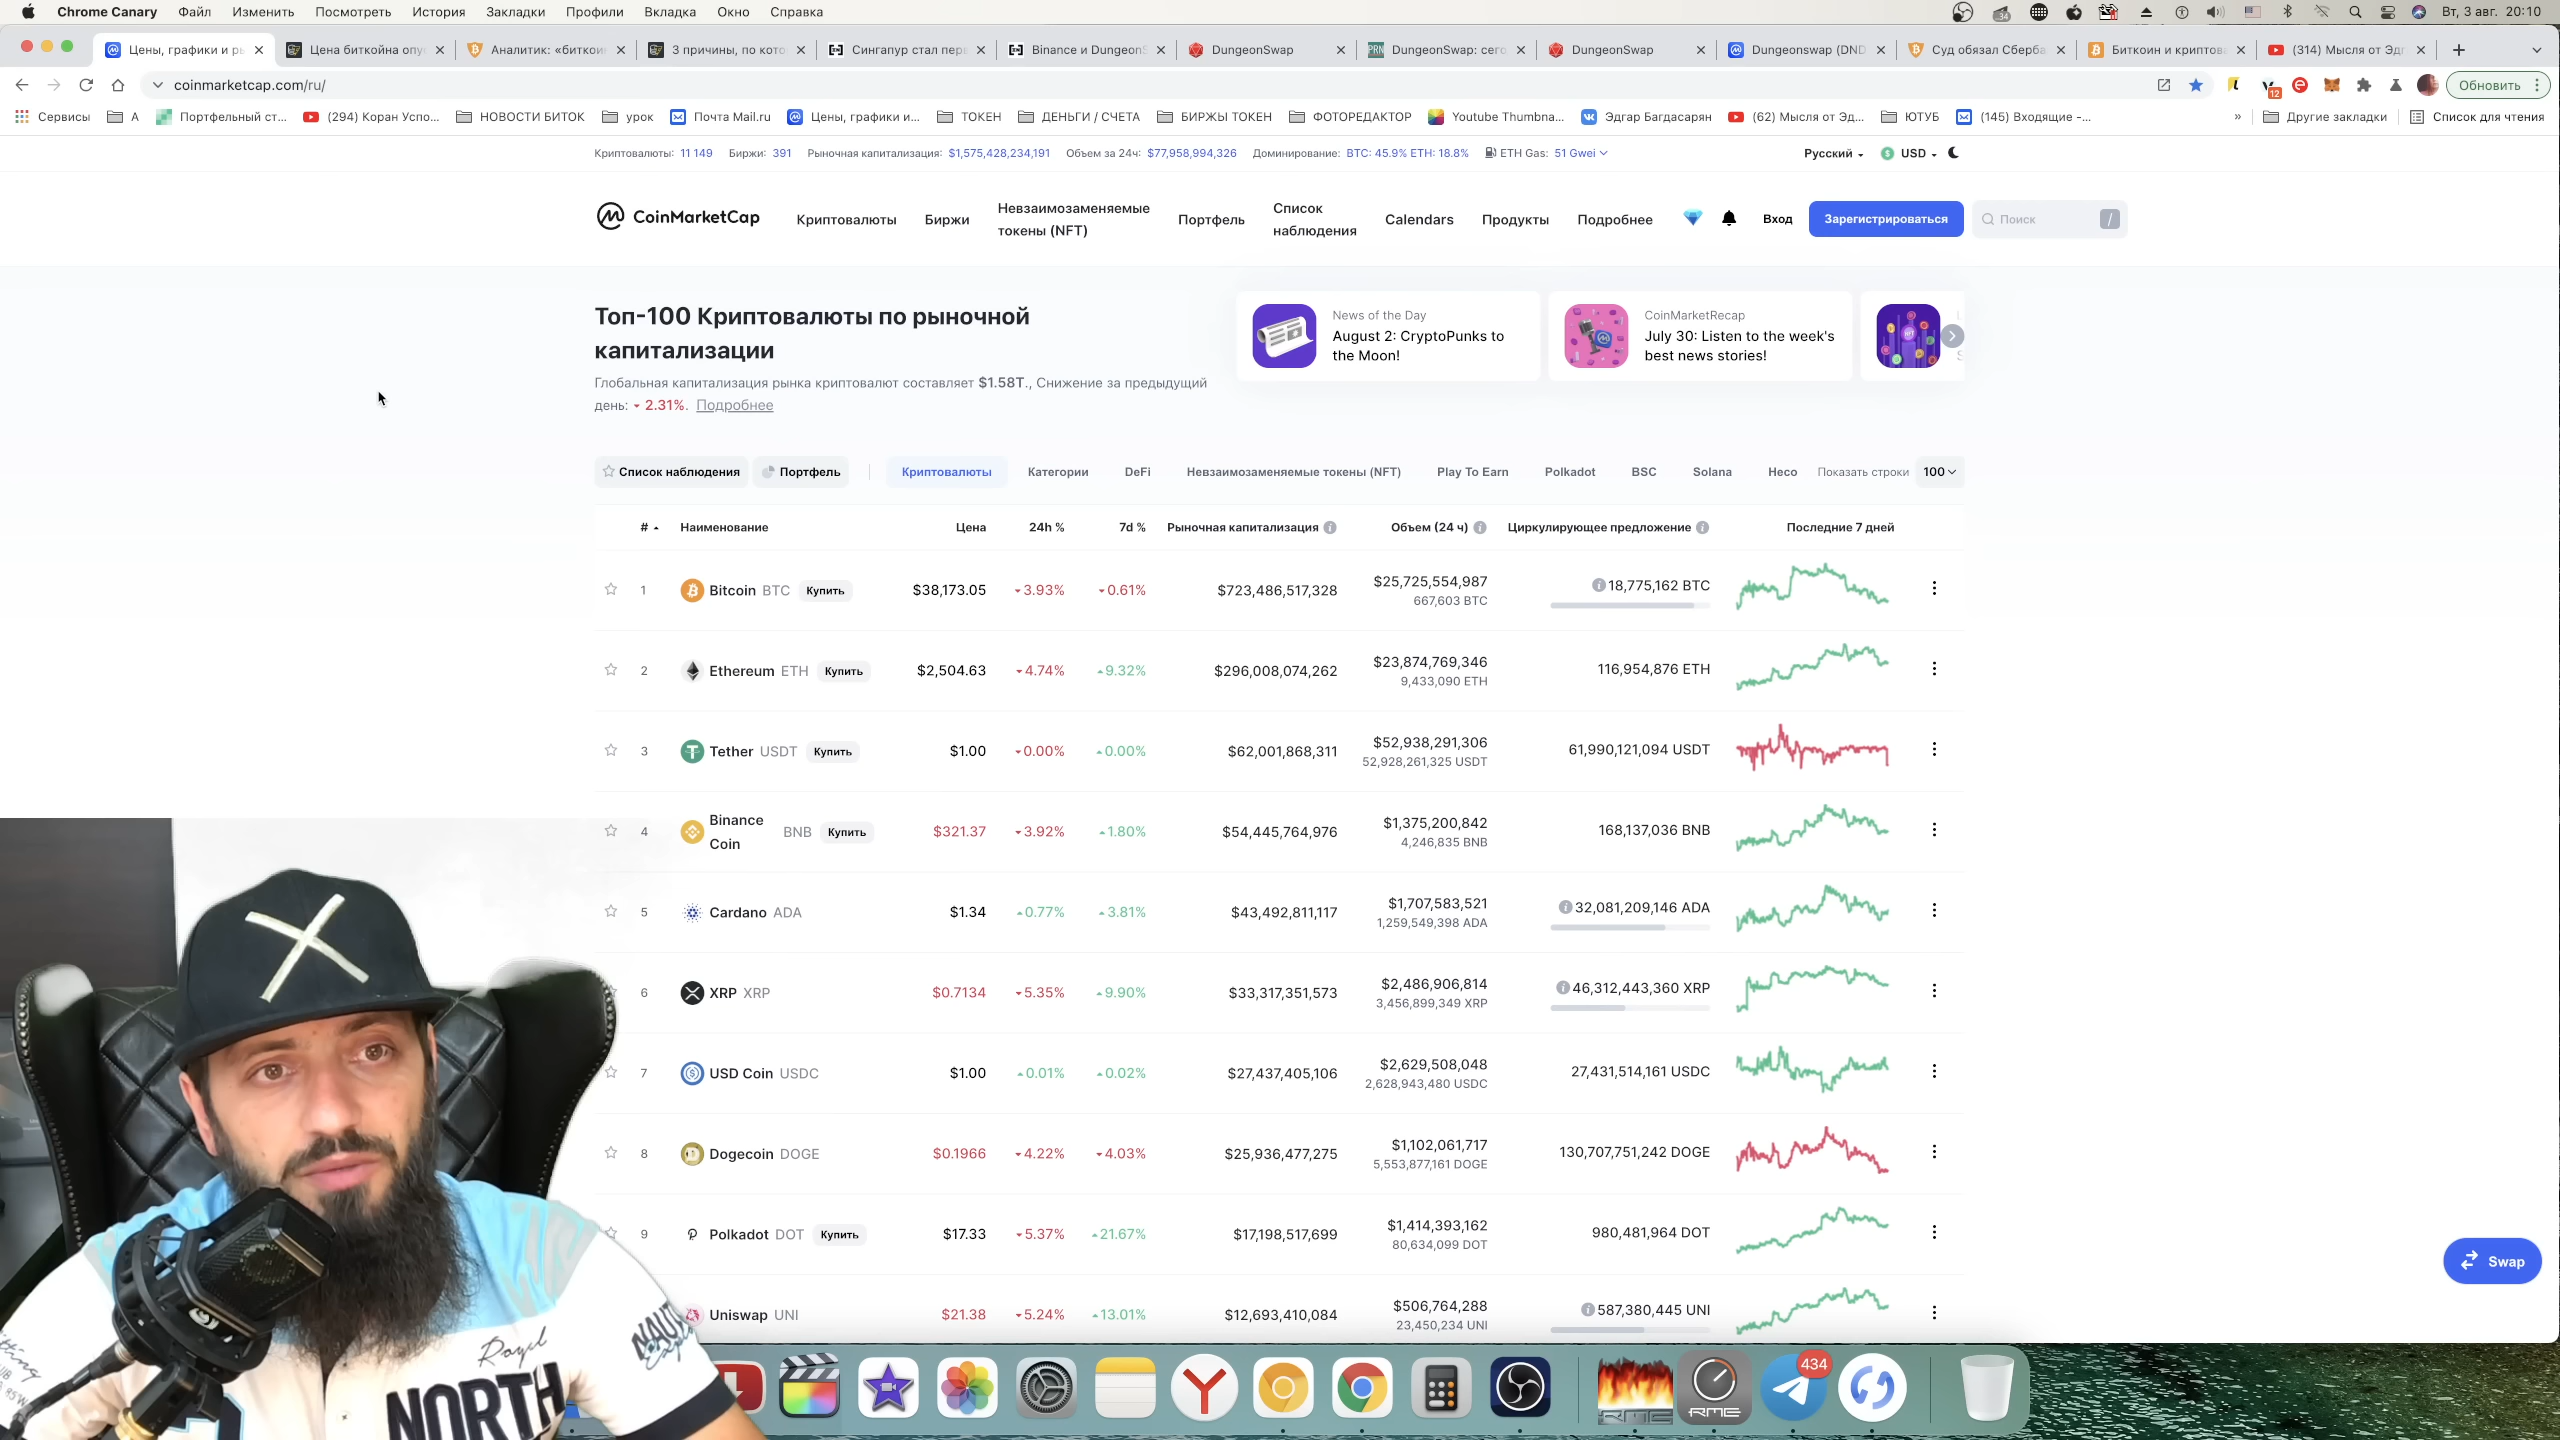 Chrome Canary Файл Изменить Посмотреть История Закладки Профили Вкладка Окно Справка Вт, 3 авг. 20:10
Цены, графики и ры Цена биткойна опу Аналитик: «биткои 3 причины, по кото Сингапур стал пер Binance и DungeonS DungeonSwap DungeonSwap: сего DungeonSwap Dungeonswap (DND Суд обязал Сберба Биткоин и криптов (314) Мысля от Эдг
coinmarketcap.com/ru/ 12 Обновить
Сервисы А Портфельный ст... (294) Коран Успо... НОВОСТИ БИТОК урок Почта Mail.ru Цены, графики и... ТОКЕН ДЕНЬГИ / СЧЕТА БИРЖЫ ТОКЕН ФОТОРЕДАКТОР Youtube Thumbna... Эдгар Багдасарян (62) Мысля от Эд... ЮТУБ (145) Входящие -... » Другие закладки Список для чтения
Криптовалюты: 11 149 Биржи: 391 Рыночная капитализация: $1,575,428,234,191 Объем за 24ч: $77,958,994,326 Доминирование: BTC: 45.9% ETH: 18.8% ETH Gas: 51 Gwei Русский USD
CoinMarketCap Криптовалюты Биржи Невзаимозаменяемые токены (NFT) Портфель Список наблюдения Calendars Продукты Подробнее Вход Зарегистрироваться Поиск /
Топ-100 Криптовалюты по рыночной
капитализации
Глобальная капитализация рынка криптовалют составляет $1.58T., Снижение за предыдущий
день: 2.31%. Подробнее
News of the Day
August 2: CryptoPunks to
the Moon!
CoinMarketRecap
July 30: Listen to the week's
best news stories!
Список наблюдения Портфель Криптовалюты Категории DeFi Невзаимозаменяемые токены (NFT) Play To Earn Polkadot BSC Solana Heco Показать строки 100
# Наименование Цена 24h % 7d % Рыночная капитализация Объем (24 ч) Циркулирующее предложение Последние 7 дней
1 Bitcoin BTC Купить $38,173.05 3.93% 0.61% $723,486,517,328 $25,725,554,987 18,775,162 BTC
667,603 BTC
2 Ethereum ETH Купить $2,504.63 4.74% 9.32% $296,008,074,262 $23,874,769,346 116,954,876 ETH
9,433,090 ETH
3 Tether USDT Купить $1.00 0.00% 0.00% $62,001,868,311 $52,938,291,306 61,990,121,094 USDT
52,928,261,325 USDT
4 Binance Coin BNB Купить $321.37 3.92% 1.80% $54,445,764,976 $1,375,200,842 168,137,036 BNB
4,246,835 BNB
5 Cardano ADA $1.34 0.77% 3.81% $43,492,811,117 $1,707,583,521 32,081,209,146 ADA
1,259,549,398 ADA
6 XRP XRP $0.7134 5.35% 9.90% $33,317,351,573 $2,486,906,814 46,312,443,360 XRP
3,456,899,349 XRP
7 USD Coin USDC $1.00 0.01% 0.02% $27,437,405,106 $2,629,508,048 27,431,514,161 USDC
2,628,943,480 USDC
8 Dogecoin DOGE $0.1966 4.22% 4.03% $25,936,477,275 $1,102,061,717 130,707,751,242 DOGE
5,553,877,161 DOGE
9 Polkadot DOT Купить $17.33 5.37% 21.67% $17,198,517,699 $1,414,393,162 980,481,964 DOT
80,634,099 DOT
Uniswap UNI $21.38 5.24% 13.01% $12,693,410,084 $506,764,288 587,380,445 UNI
23,450,234 UNI
Swap
NORTH
RME RME 434